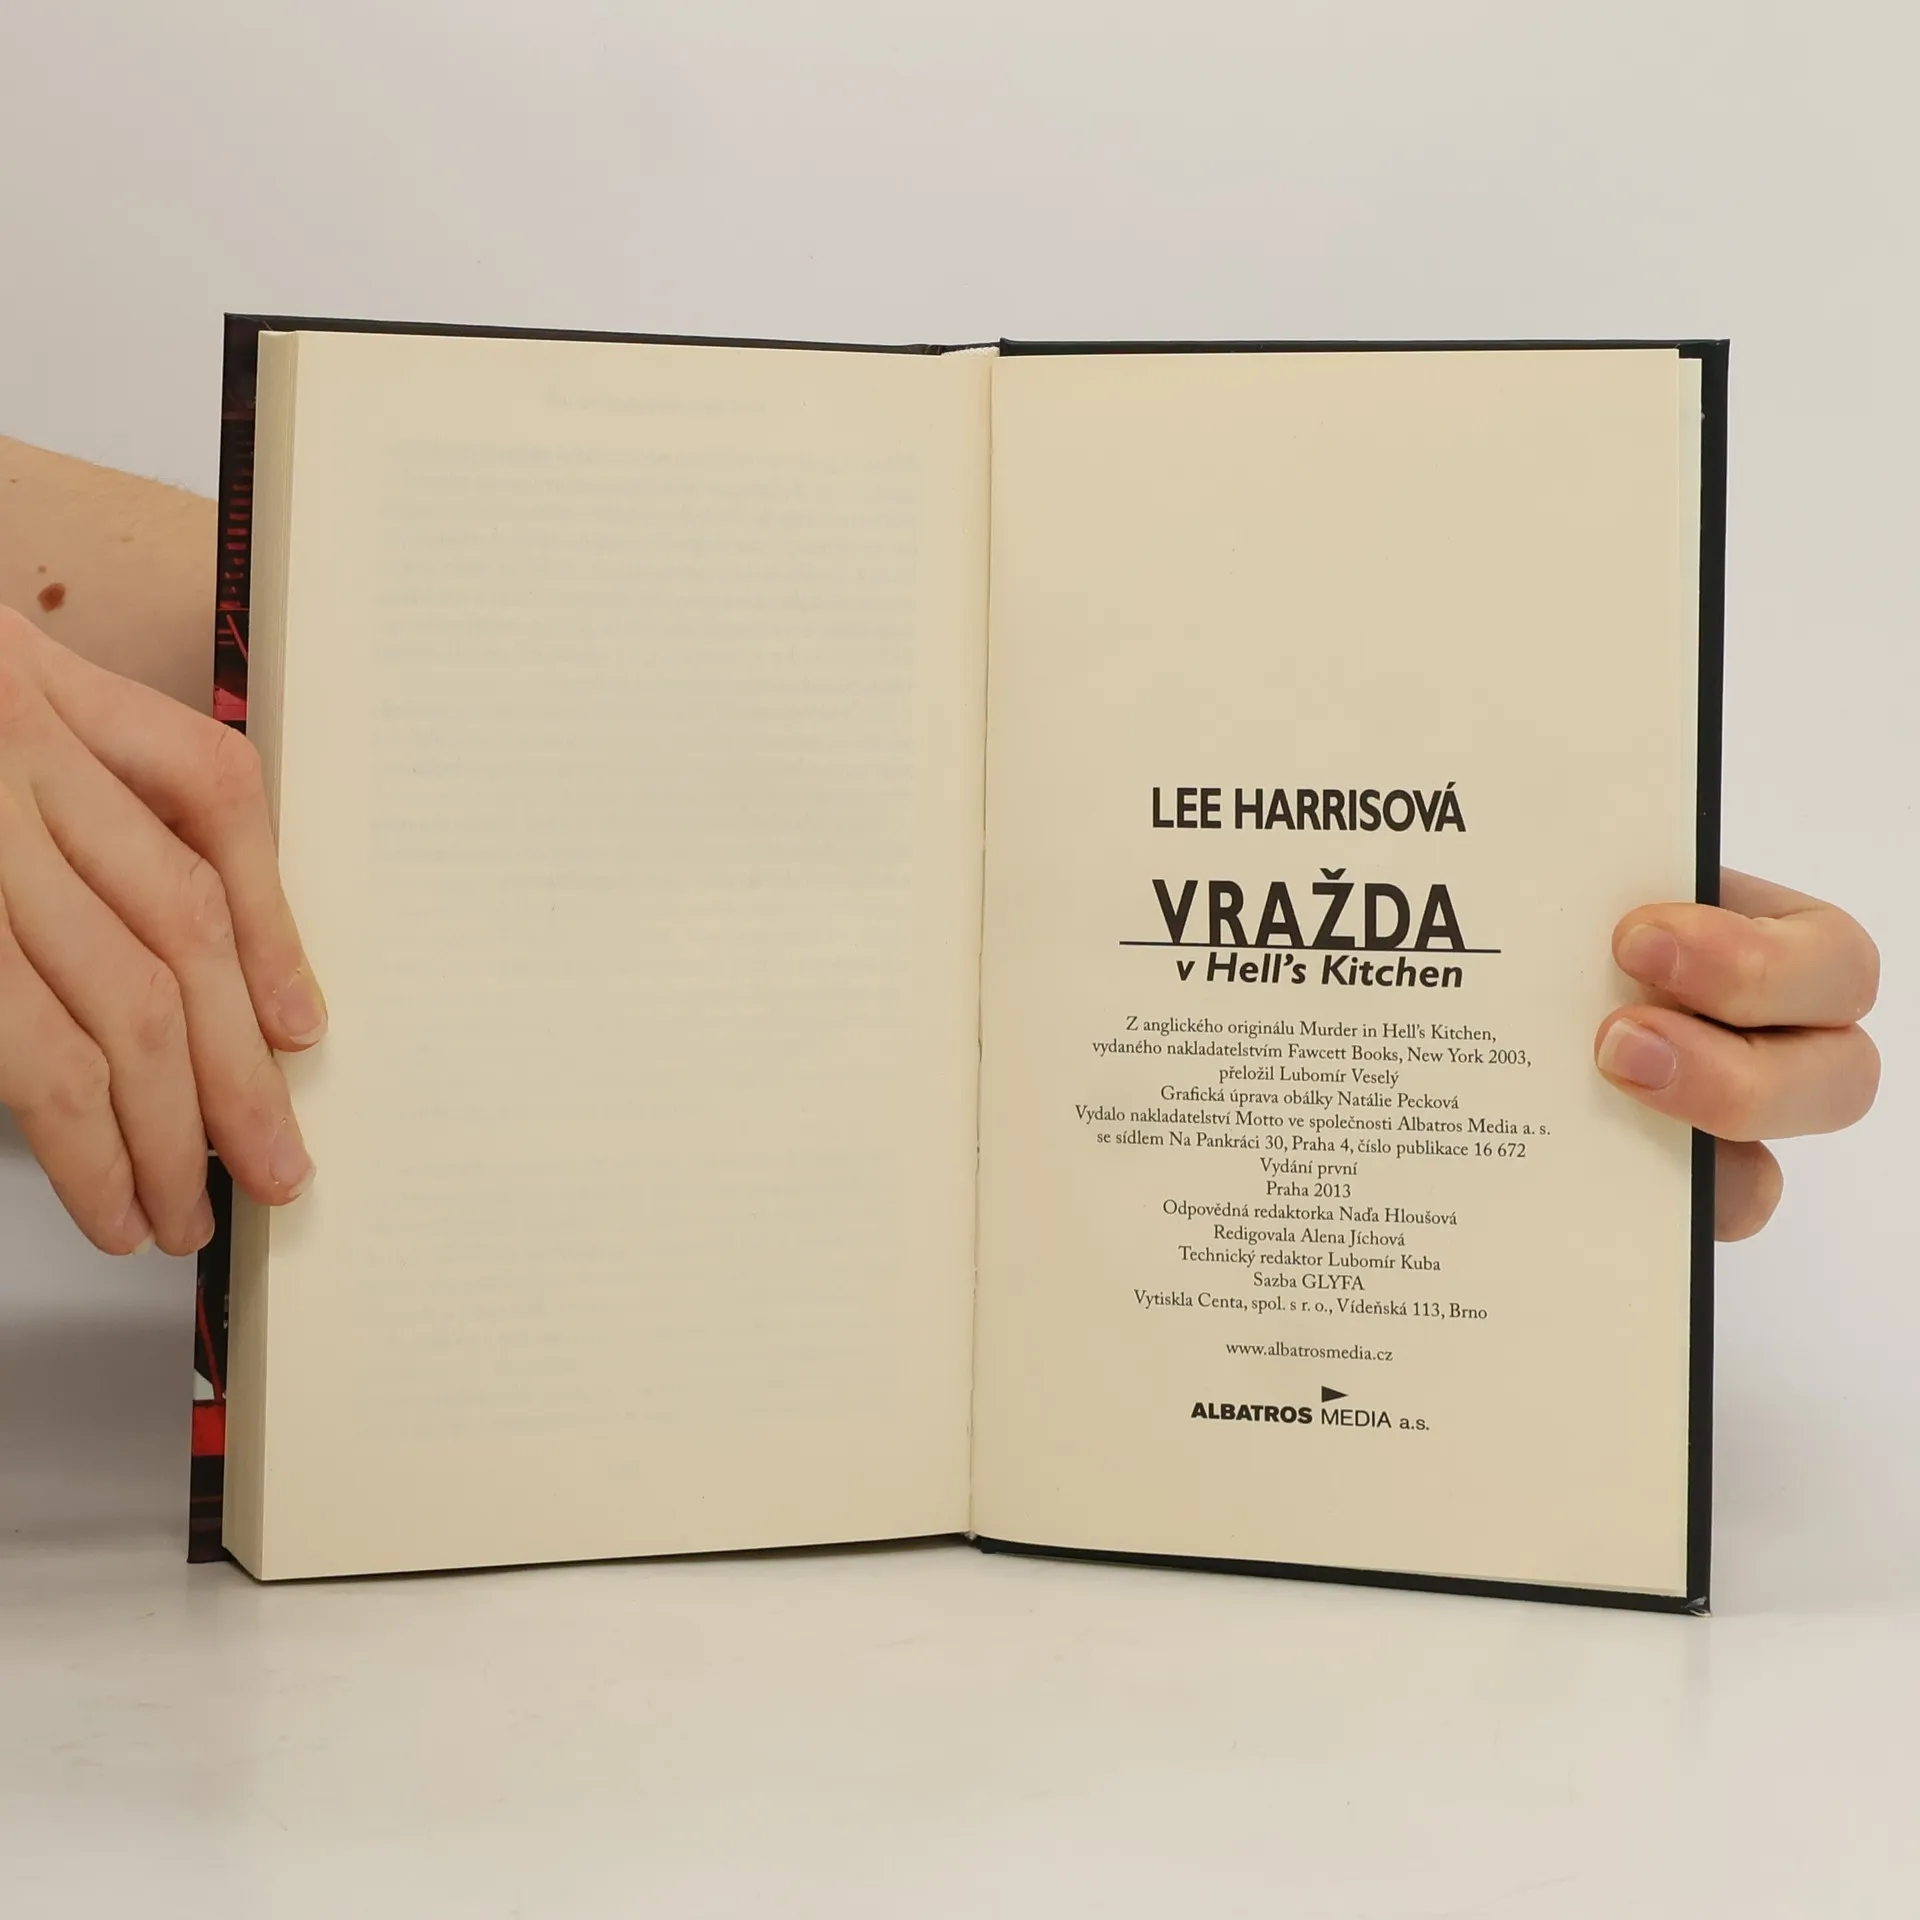 LEE HARRISOVÁ
VRAŽDA
v Hell's Kitchen
Z anglického originálu Murder in Hell's Kitchen,
vydaného nakladatelstvím Fawcett Books, New York 2003,
přeložil Lubomír Veselý
Grafická úprava obálky Natálie Pecková
Vydalo nakladatelství Motto ve společnosti Albatros Media a. s.
se sídlem Na Pankráci 30, Praha 4, číslo publikace 16 672
Vydání první
Praha 2013
Odpovědná redaktorka Naďa Hloušová
Redigovala Alena Jíchová
Technický redaktor Lubomír Kuba
Sazba GLYFA
Vytiskla Centa, spol. s r. o., Vídeňská 113, Brno
www.albatrosmedia.cz
ALBATROS MEDIA a.s.